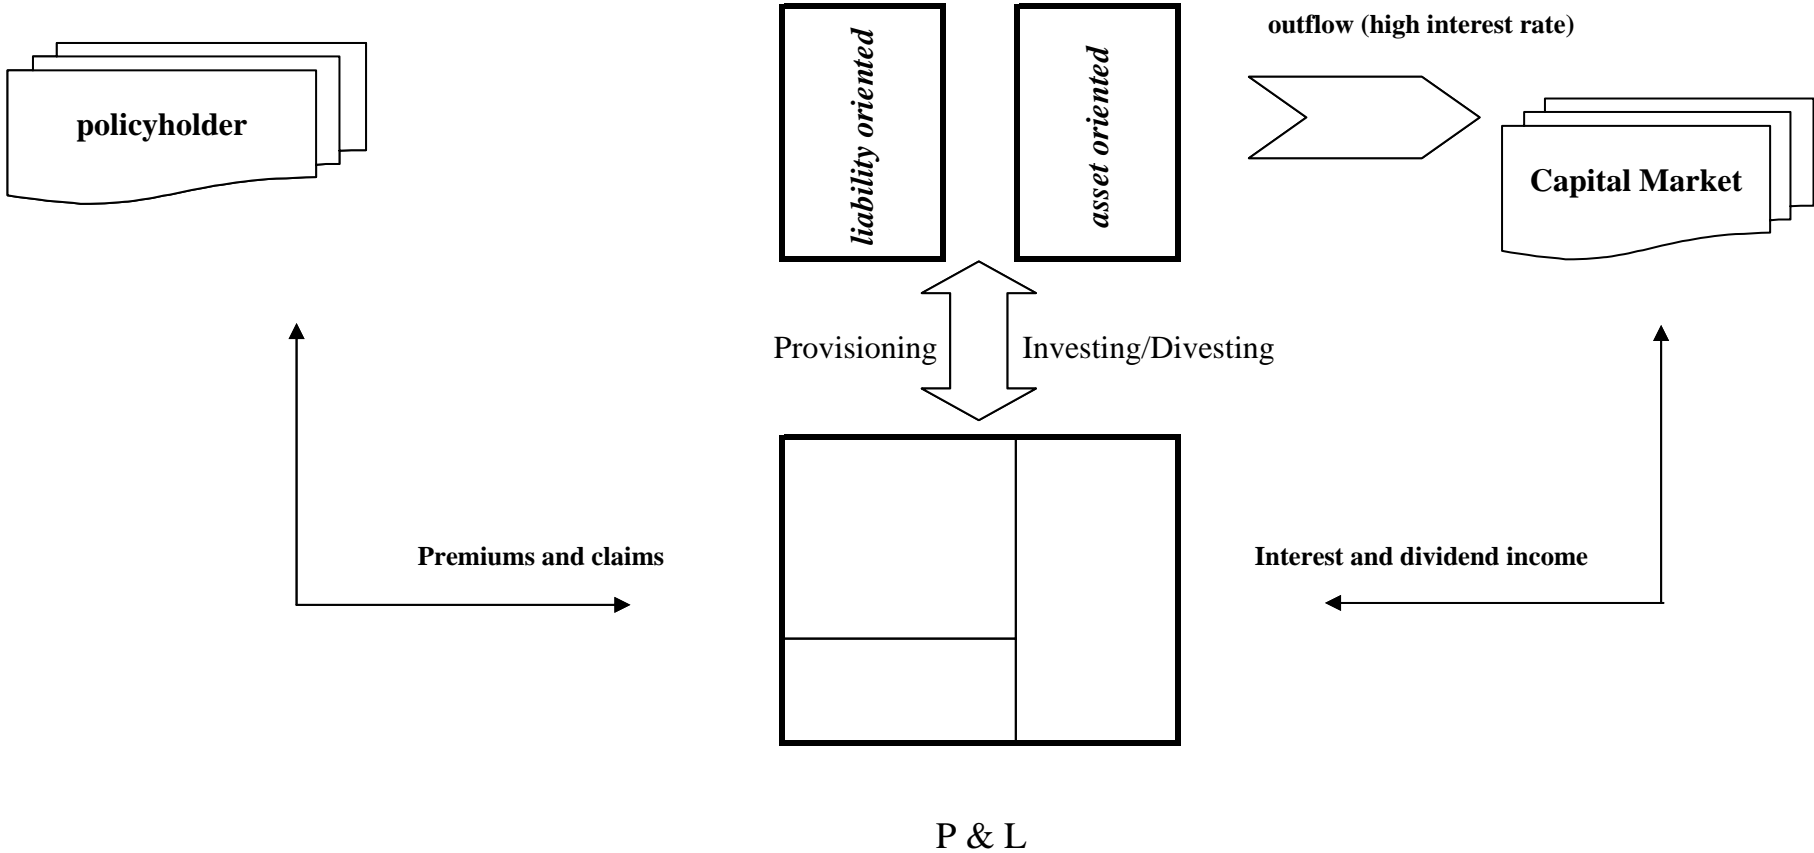 outflow (high interest rate)
policyholder
liability oriented
asset oriented
Capital Market
Provisioning
Investing/Divesting
Premiums and claims
Interest and dividend income
P & L